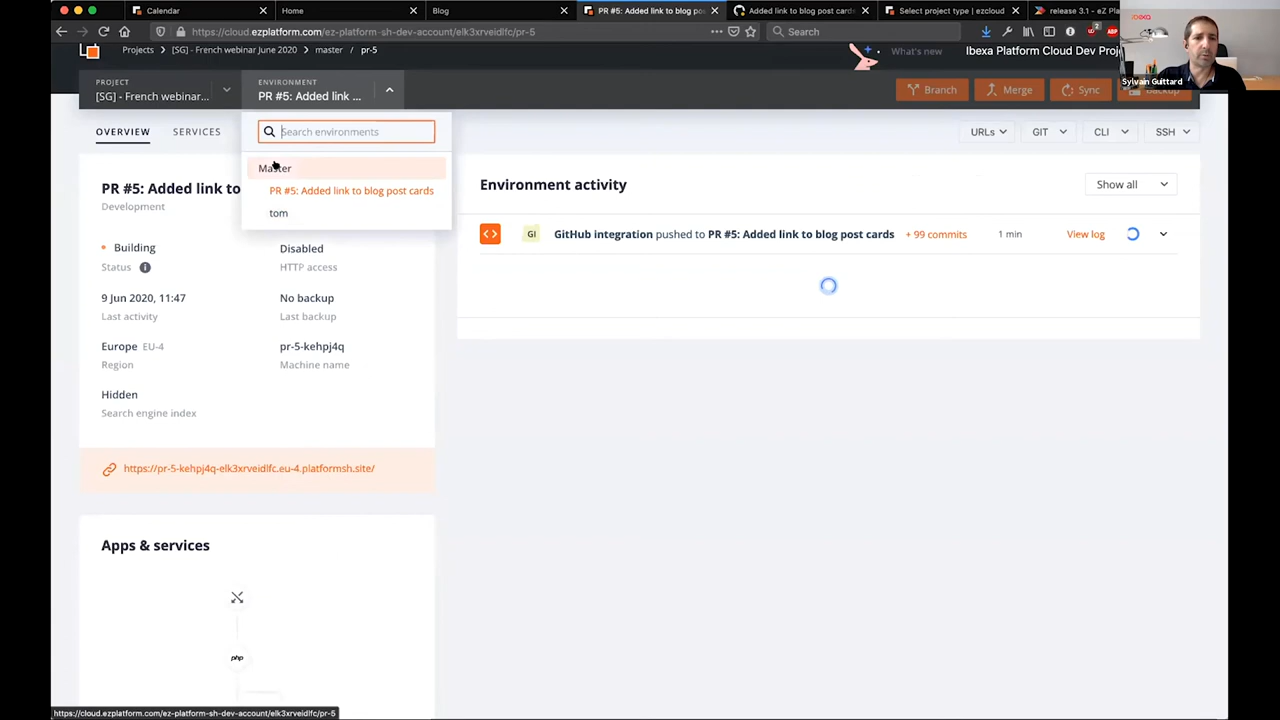 Calendar
Home
Blog
PR #5: Added link to blog pos
Added link to blog post cards
Select project type | ezcloud
release 3.1 - eZ Pla
https://cloud.ezplatform.com/ez-platform-sh-dev-account/elk3xrveidlfc/pr-5
Search
Projects > [SG] - French webinar June 2020 > master > pr-5
What's new
Ibexa Platform Cloud Dev Proj
Sylvain Guittard
PROJECT
[SG] - French webinar...
ENVIRONMENT
PR #5: Added link ...
Branch
Merge
Sync
Backup
Search environments
Master
PR #5: Added link to blog post cards
tom
OVERVIEW
SERVICES
URLs
GIT
CLI
SSH
PR #5: Added link to
Development
Building
Status
Disabled
HTTP access
9 Jun 2020, 11:47
Last activity
No backup
Last backup
Europe EU-4
Region
pr-5-kehpj4q
Machine name
Hidden
Search engine index
https://pr-5-kehpj4q-elk3xrveidlfc.eu-4.platformsh.site/
Apps & services
php
Environment activity
Show all
GI
GitHub integration pushed to PR #5: Added link to blog post cards
+ 99 commits
1 min
View log
https://cloud.ezplatform.com/ez-platform-sh-dev-account/elk3xrveidlfc/pr-5